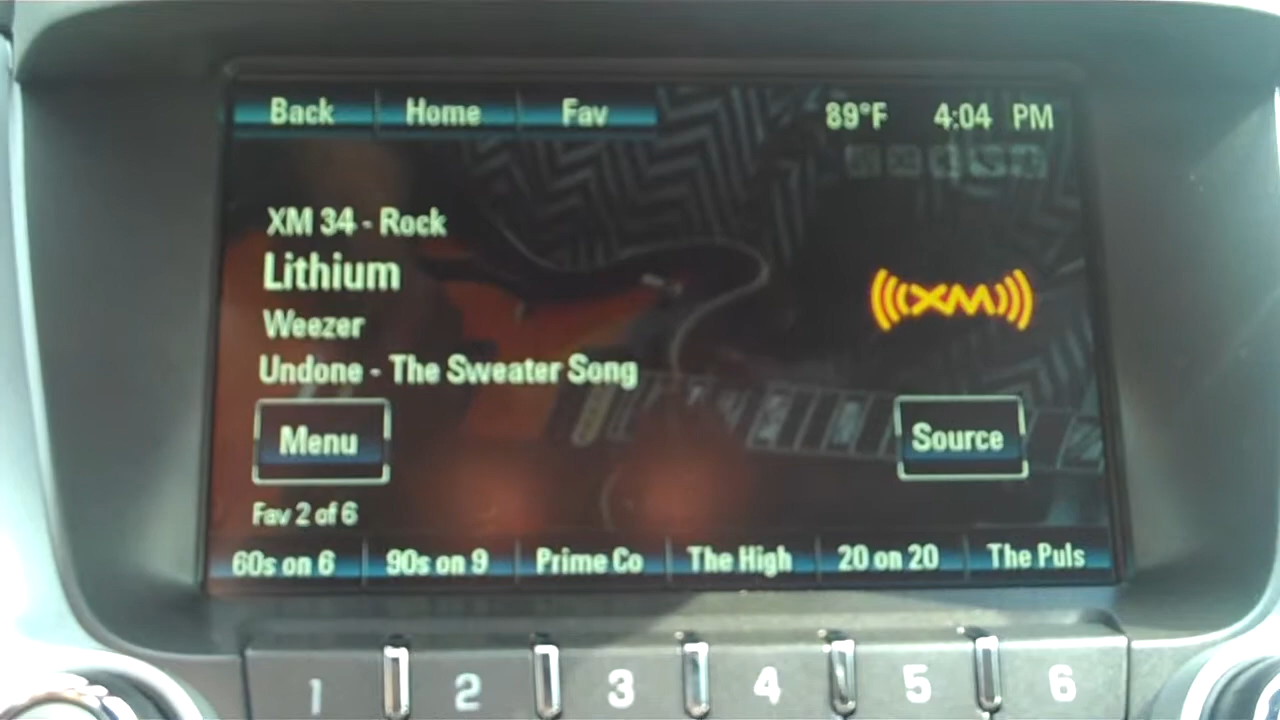 Back Home Fav 89°F 4:04 PM
XM 34 - Rock
Lithium
XM
Weezer
Undone - The Sweater Song
Menu Source
Fav 2 of 6
60s on 6 90s on 9 Prime Co The High 20 on 20 The Puls
1 2 3 4 5 6